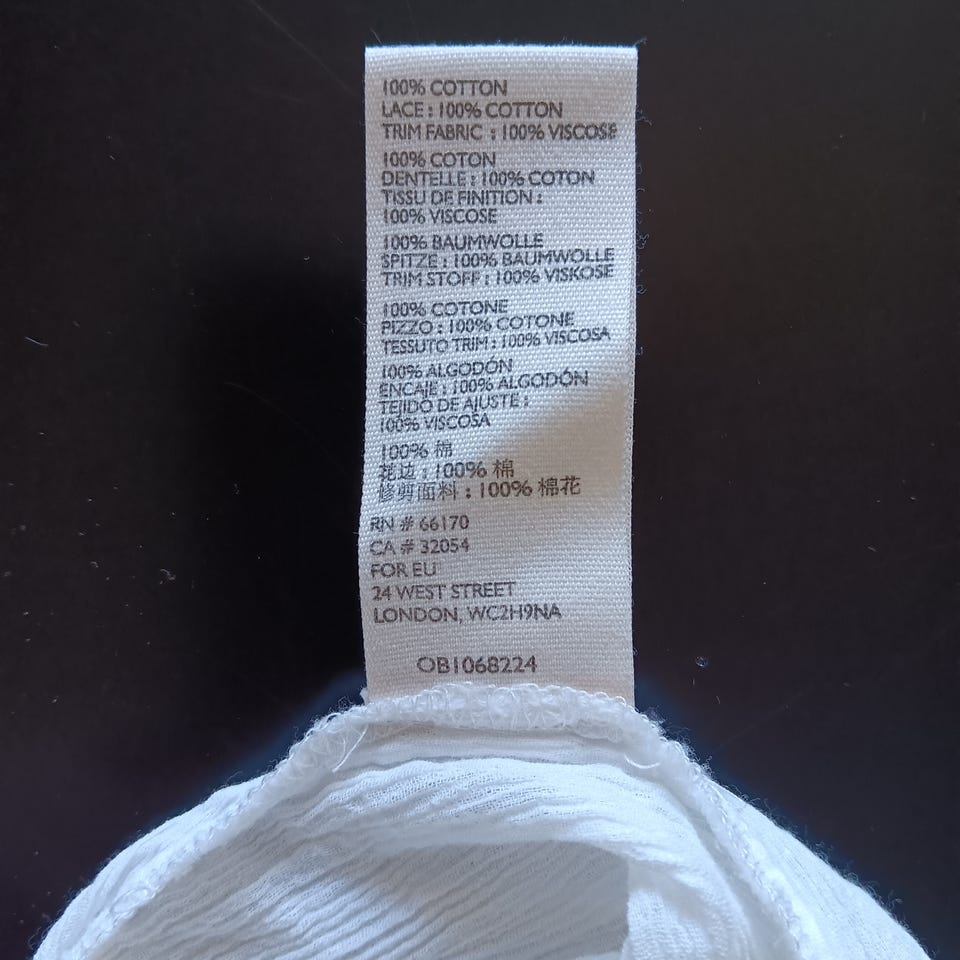 100% COTTON
LACE : 100% COTTON
TRIM FABRIC : 100% VISCOSE
100% COTON
DENTELLE : 100% COTON
TISSU DE FINITION :
100% VISCOSE
100% BAUMWOLLE
SPITZE : 100% BAUMWOLLE
TRIM STOFF : 100% VISKOSE
100% COTONE
PIZZO : 100% COTONE
TESSUTO TRIM : 100% VISCOSA
100% ALGODÓN
ENCAJE : 100% ALGODÓN
TEJIDO DE AJUSTE :
100% VISCOSA
100% 棉
花边 : 100% 棉
修剪面料 : 100% 棉花
RN # 66170
CA # 32054
FOR EU
24 WEST STREET
LONDON, WC2H9NA
OB1068224